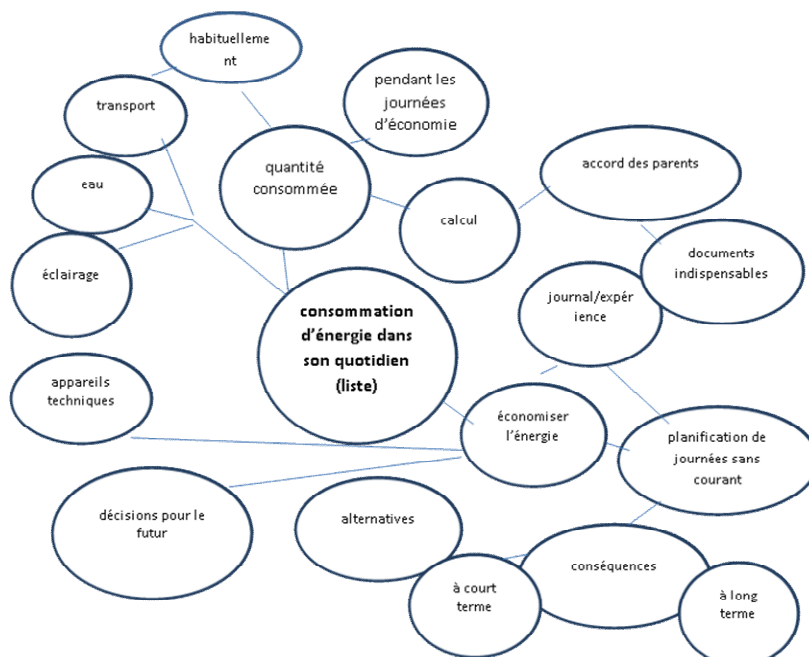 habituelleme
nt
pendant les
journées
d'économie
transport
quantité
consommée
accord des parents
eau
calcul
documents
indispensables
éclairage
journal/expér
ience
consommation
d'énergie dans
son quotidien
(liste)
appareils
techniques
économiser
l'énergie
planification de
journées sans
courant
décisions pour le
futur
alternatives
conséquences
à court
terme
à long
terme